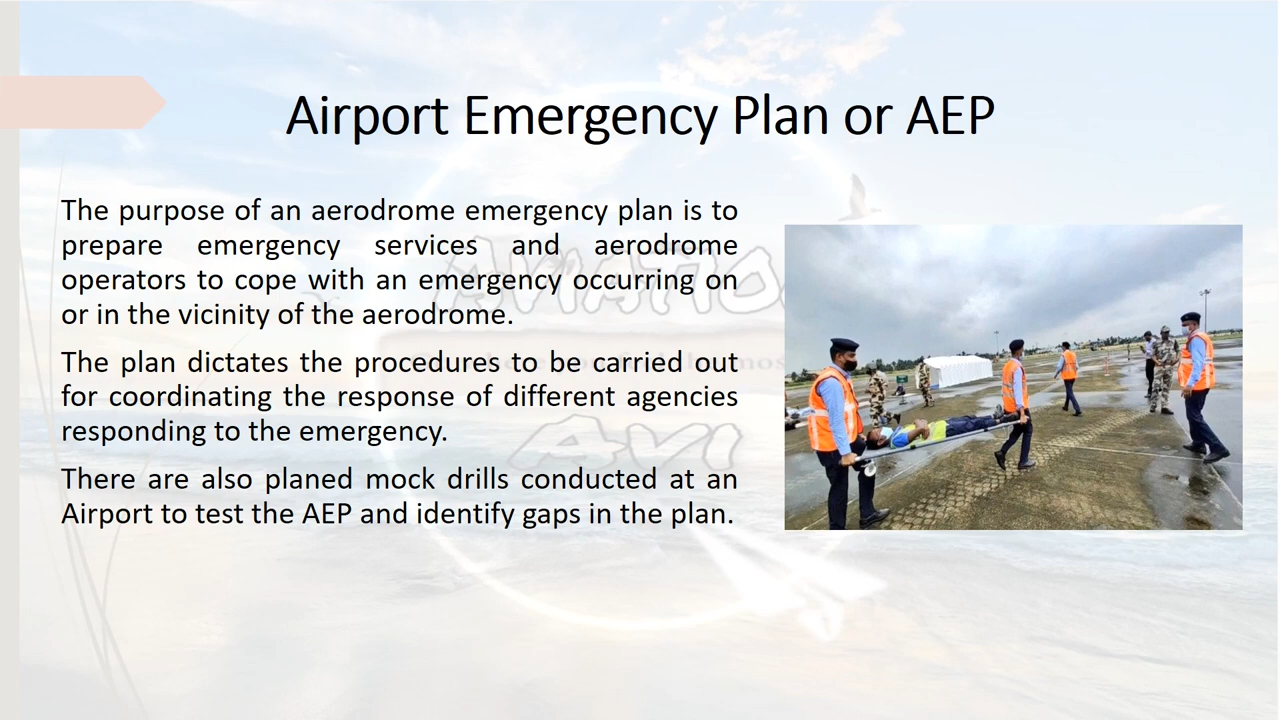 Airport Emergency Plan or AEP
The purpose of an aerodrome emergency plan is to
prepare emergency services and aerodrome
operators to cope with an emergency occurring on
or in the vicinity of the aerodrome.
The plan dictates the procedures to be carried out
for coordinating the response of different agencies
responding to the emergency.
There are also planed mock drills conducted at an
Airport to test the AEP and identify gaps in the plan.
AVIATIO
AVI